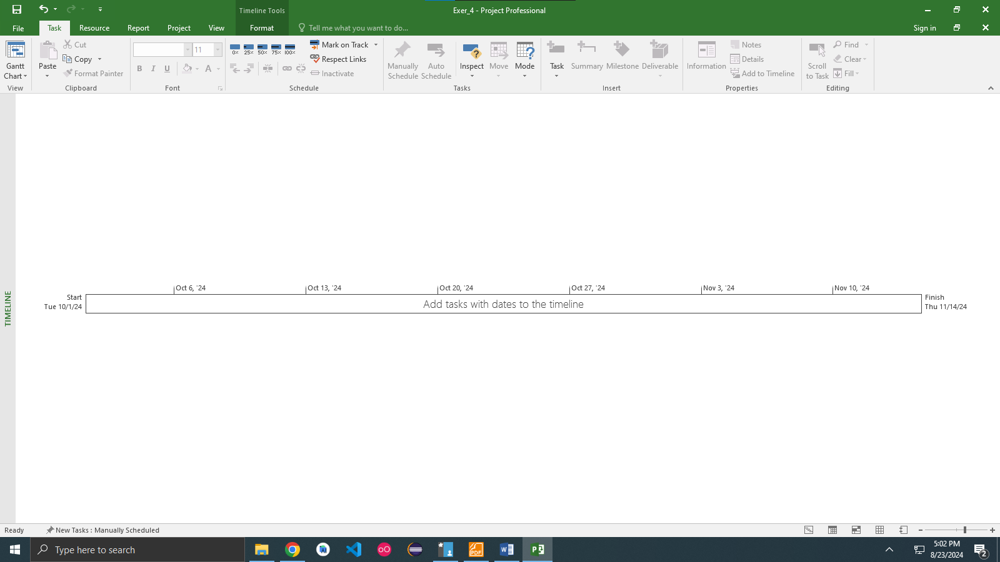 Timeline Tools
Exer_4 - Project Professional
File
Task
Resource
Report
Project
View
Format
Tell me what you want to do...
Sign in
Gantt
Chart
View
Paste
Cut
Copy
Format Painter
Clipboard
11
B I U
A
Font
0% 25% 50% 75% 100%
Mark on Track
Respect Links
Inactivate
Schedule
Manually
Schedule
Auto
Schedule
Inspect
Move
Mode
Tasks
Task
Summary
Milestone
Deliverable
Insert
Information
Notes
Details
Add to Timeline
Properties
Scroll
to Task
Find
Clear
Fill
Editing
TIMELINE
Oct 6, '24
Oct 13, '24
Oct 20, '24
Oct 27, '24
Nov 3, '24
Nov 10, '24
Start
Tue 10/1/24
Add tasks with dates to the timeline
Finish
Thu 11/14/24
Ready
New Tasks : Manually Scheduled
Type here to search
PDF
5:02 PM
8/23/2024
2